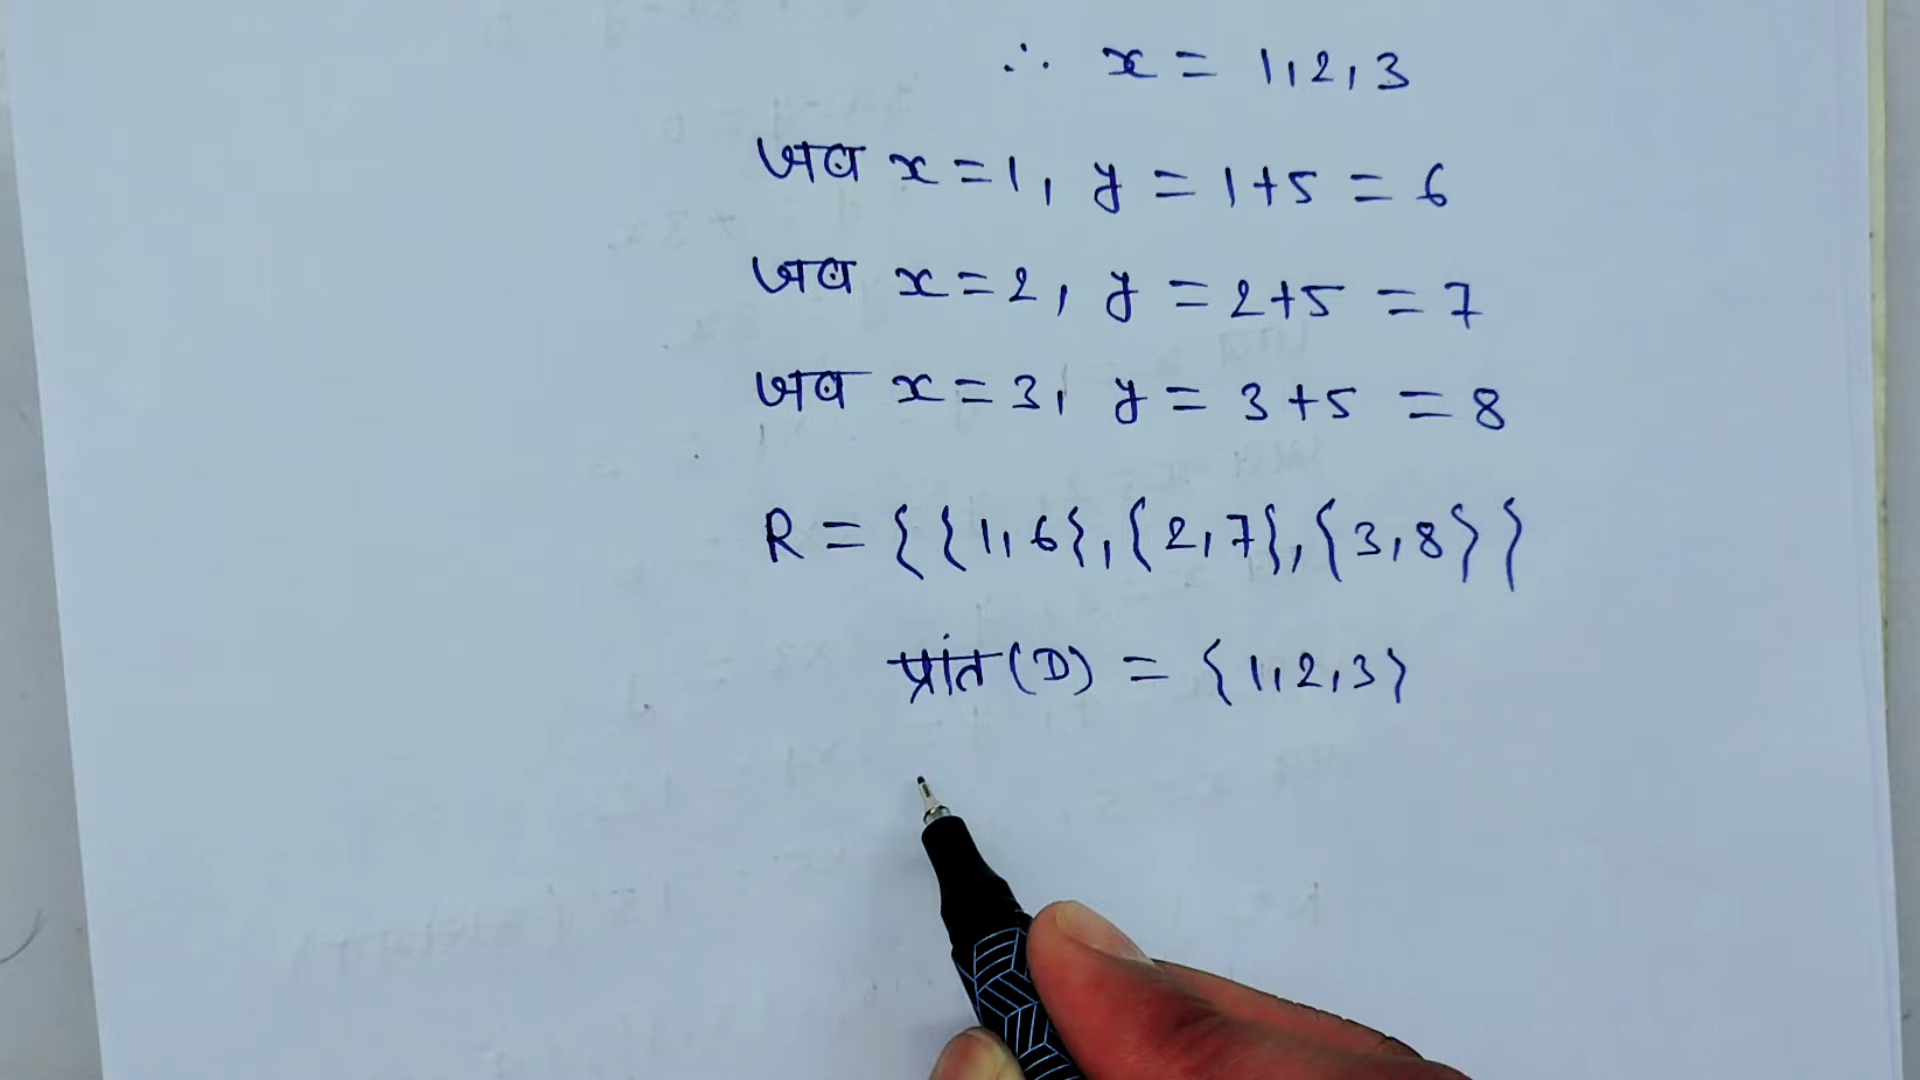 ∴ x = 1, 2, 3
जब x = 1, y = 1+5 = 6
जब x = 2, y = 2+5 = 7
जब x = 3, y = 3+5 = 8
R = { {1, 6}, {2, 7}, {3, 8} }
प्रांत (D) = {1, 2, 3}